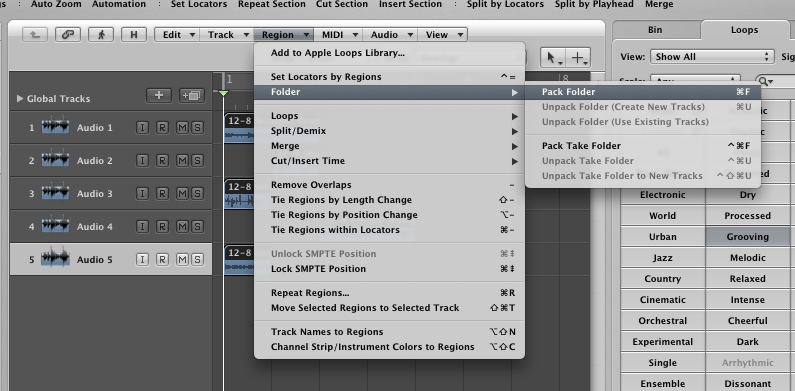 gs : Auto Zoom Automation : Set Locators Repeat Section Cut Section Insert Section : Split by Locators Split by Playhead Merge
H Edit Track Region MIDI Audio View
Bin Loops
View: Show All Sig
Any
1 8
Global Tracks
1 Audio 1 I R M S
2 Audio 2 I R M S
3 Audio 3 I R M S
4 Audio 4 I R M S
5 Audio 5 I R M S
12-8
12-8
12-8
Add to Apple Loops Library...
Set Locators by Regions ^=
Folder ▶
Loops ▶
Split/Demix ▶
Merge ▶
Cut/Insert Time ▶
Remove Overlaps -
Tie Regions by Length Change ⇧-
Tie Regions by Position Change ⌥-
Tie Regions within Locators ⌘-
Unlock SMPTE Position ⌘⇞
Lock SMPTE Position ⌘⇟
Repeat Regions... ⌘R
Move Selected Regions to Selected Track ⇧⌘T
Track Names to Regions ⌥⇧N
Channel Strip/Instrument Colors to Regions ⌥⇧C
Pack Folder ⌘F
Unpack Folder (Create New Tracks) ⌘U
Unpack Folder (Use Existing Tracks)
Pack Take Folder ^⌘F
Unpack Take Folder ^⌘U
Unpack Take Folder to New Tracks ^⇧⌘U
Electronic Dry
World Processed
Urban Grooving
Jazz Melodic
Country Relaxed
Cinematic Intense
Orchestral Cheerful
Experimental Dark
Single Arrhythmic
Ensemble Dissonant